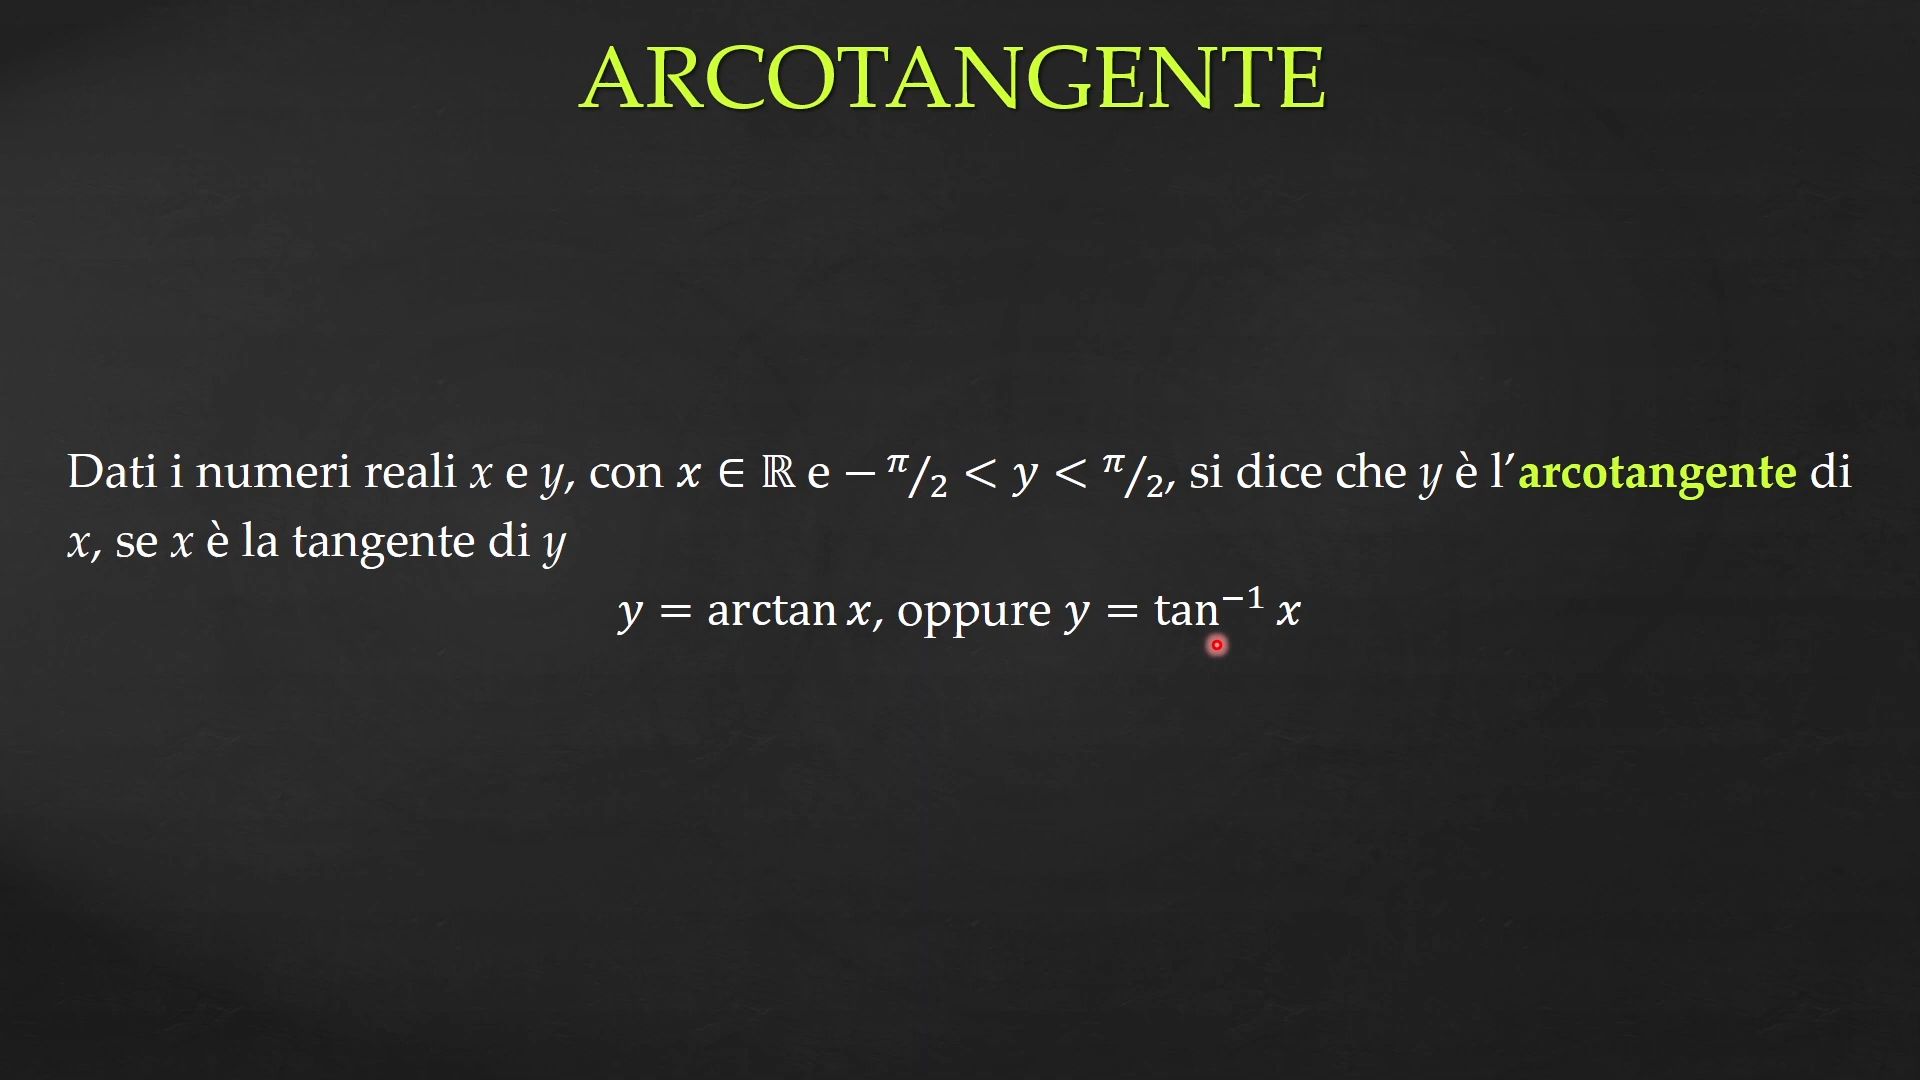 ARCOTANGENTE
Dati i numeri reali x e y, con x ∈ ℝ e −π/2 < y < π/2, si dice che y è l’arcotangente di
x, se x è la tangente di y
y = arctan x, oppure y = tan⁻¹ x